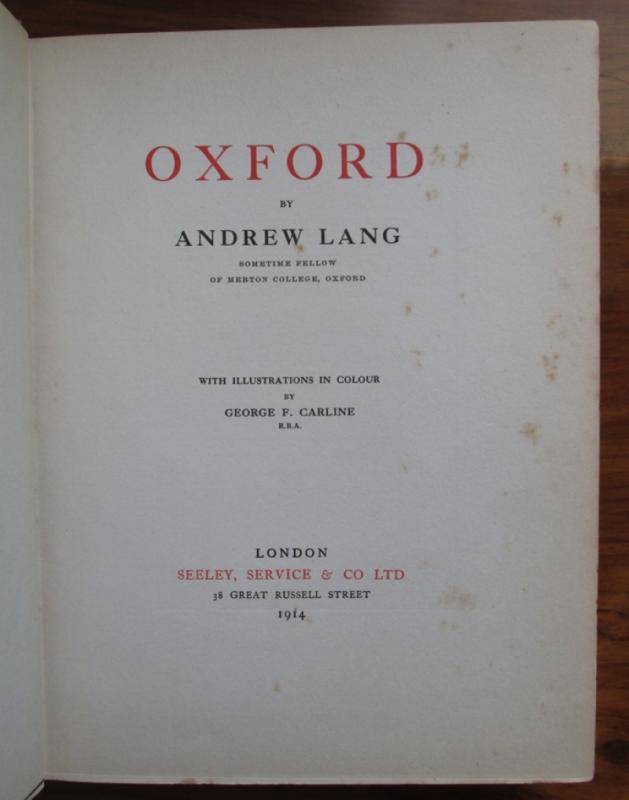 OXFORD
BY
ANDREW LANG
SOMETIME FELLOW
OF MERTON COLLEGE, OXFORD
WITH ILLUSTRATIONS IN COLOUR
BY
GEORGE F. CARLINE
R.B.A.
LONDON
SEELEY, SERVICE & CO LTD
38 GREAT RUSSELL STREET
1914